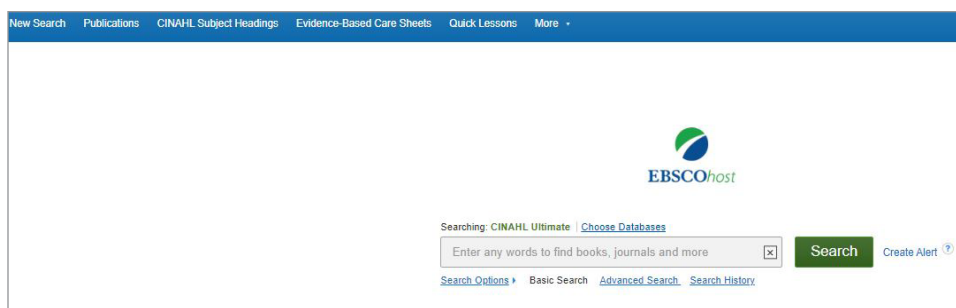 New Search Publications CINAHL Subject Headings Evidence-Based Care Sheets Quick Lessons More
EBSCOhost
Searching: CINAHL Ultimate | Choose Databases
Enter any words to find books, journals and more Search Create Alert ?
Search Options Basic Search Advanced Search Search History